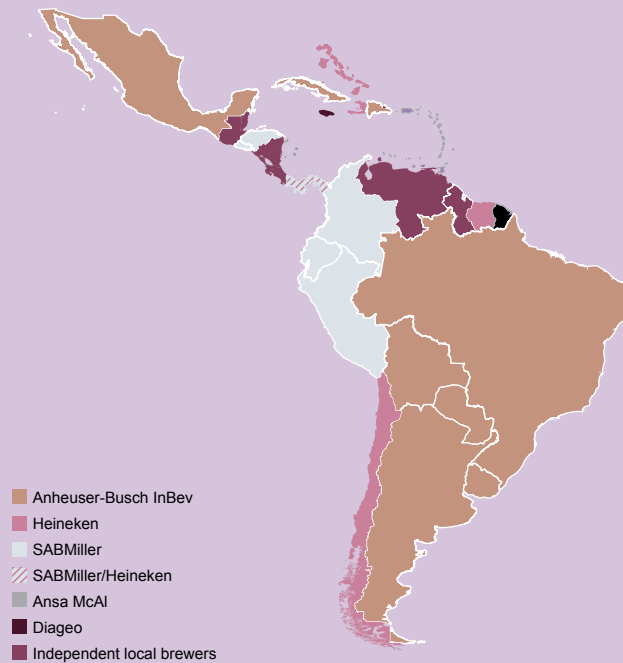 Anheuser-Busch InBev
Heineken
SABMiller
SABMiller/Heineken
Ansa McAl
Diageo
Independent local brewers